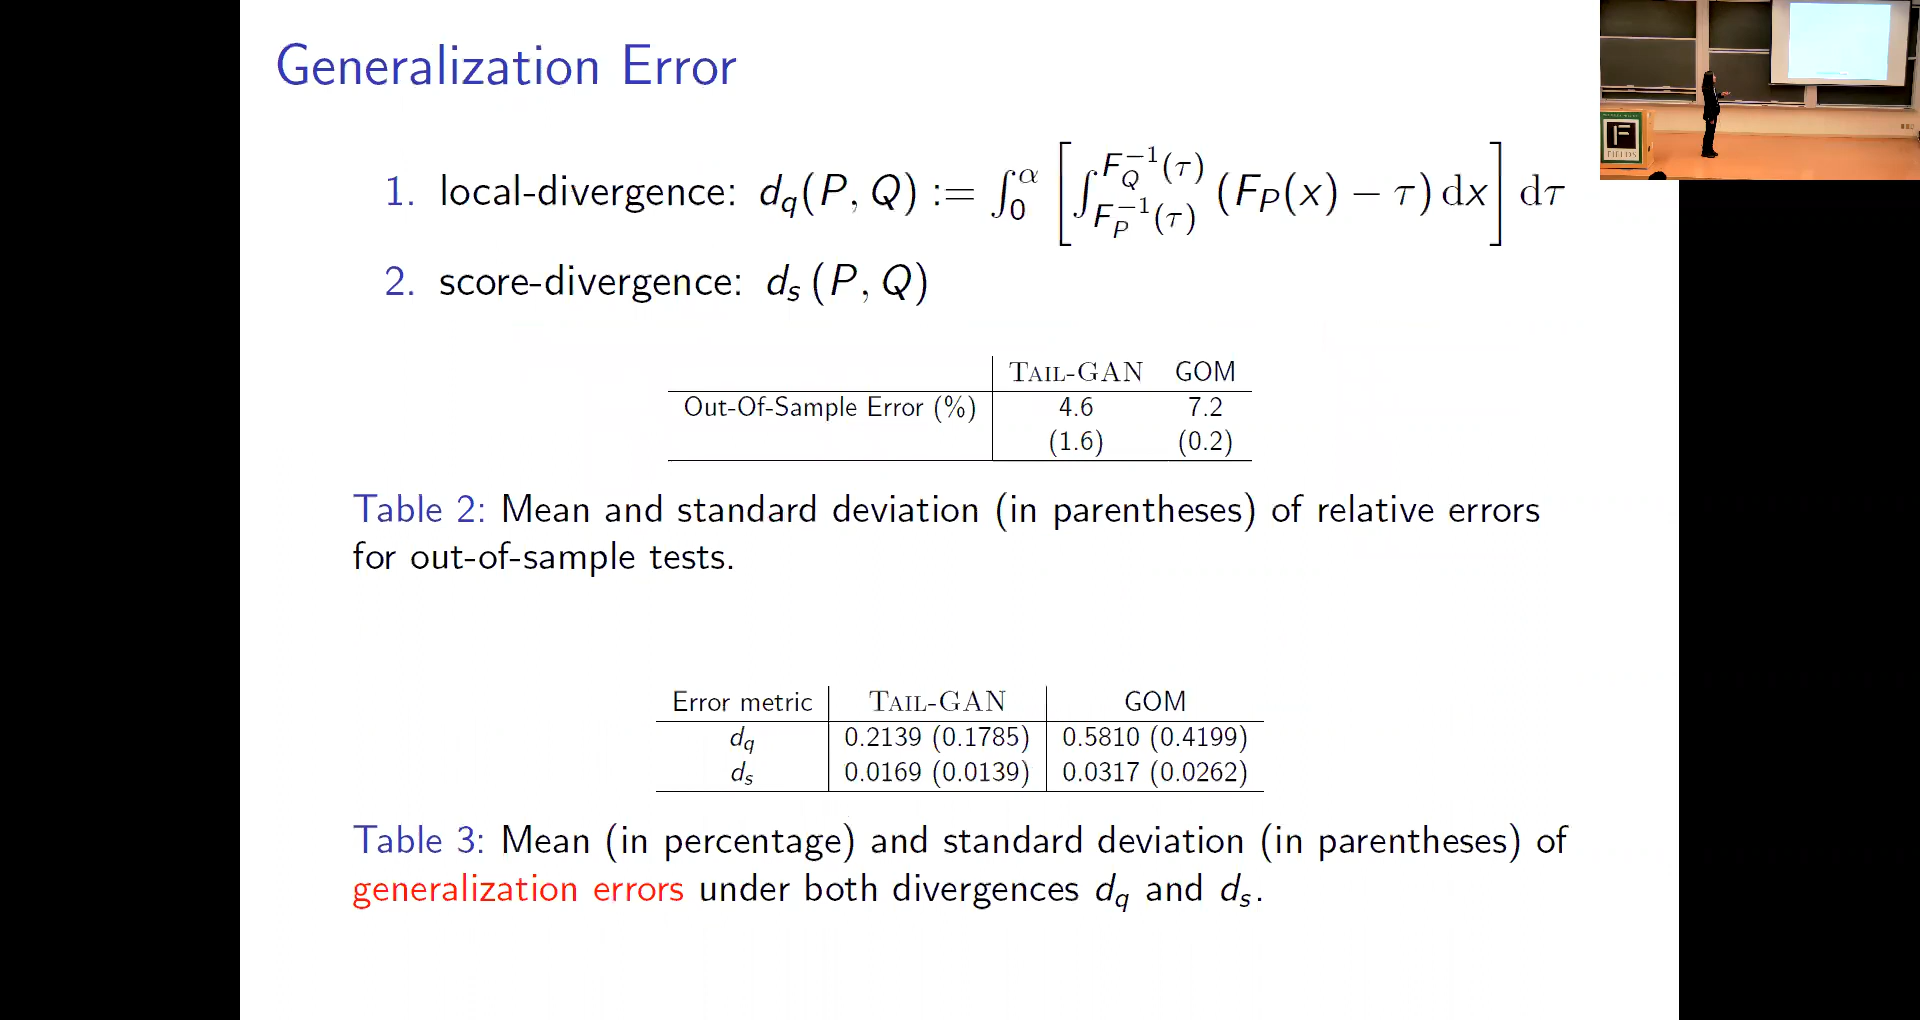 Generalization Error
1. local-divergence: d_q(P, Q) := ∫_0^α [∫_{F_P^{-1}(τ)}^{F_Q^{-1}(τ)} (F_P(x) − τ) dx] dτ
2. score-divergence: d_s (P, Q)
TAIL-GAN GOM
Out-Of-Sample Error (%) 4.6 7.2
(1.6) (0.2)
Table 2: Mean and standard deviation (in parentheses) of relative errors
for out-of-sample tests.
Error metric TAIL-GAN GOM
d_q 0.2139 (0.1785) 0.5810 (0.4199)
d_s 0.0169 (0.0139) 0.0317 (0.0262)
Table 3: Mean (in percentage) and standard deviation (in parentheses) of
generalization errors under both divergences d_q and d_s.
F
FIELDS